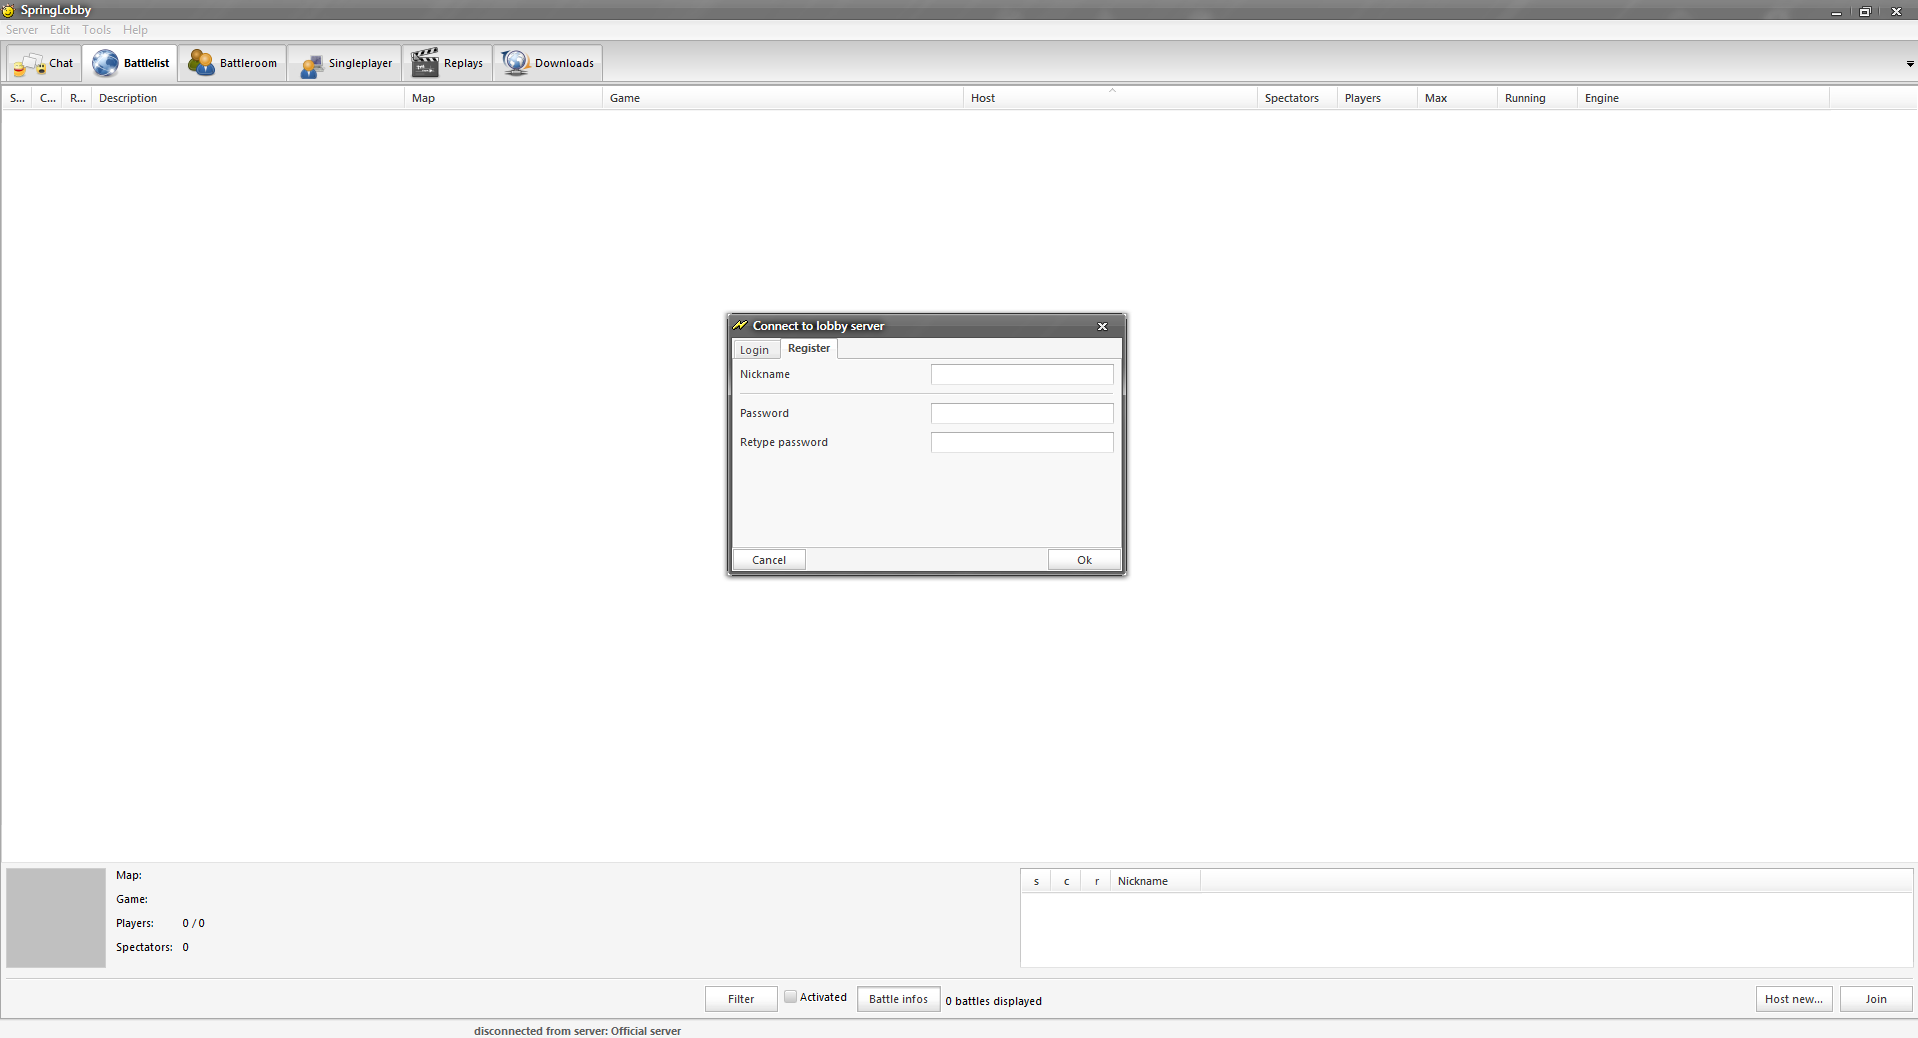 SpringLobby
Server Edit Tools Help
Chat Battlelist Battleroom Singleplayer Replays Downloads
S... C... R... Description Map Game Host Spectators Players Max Running Engine
Connect to lobby server
Login Register
Nickname
Password
Retype password
Cancel Ok
Map:
Game:
Players: 0 / 0
Spectators: 0
s c r Nickname
Filter Activated Battle infos 0 battles displayed Host new... Join
disconnected from server: Official server